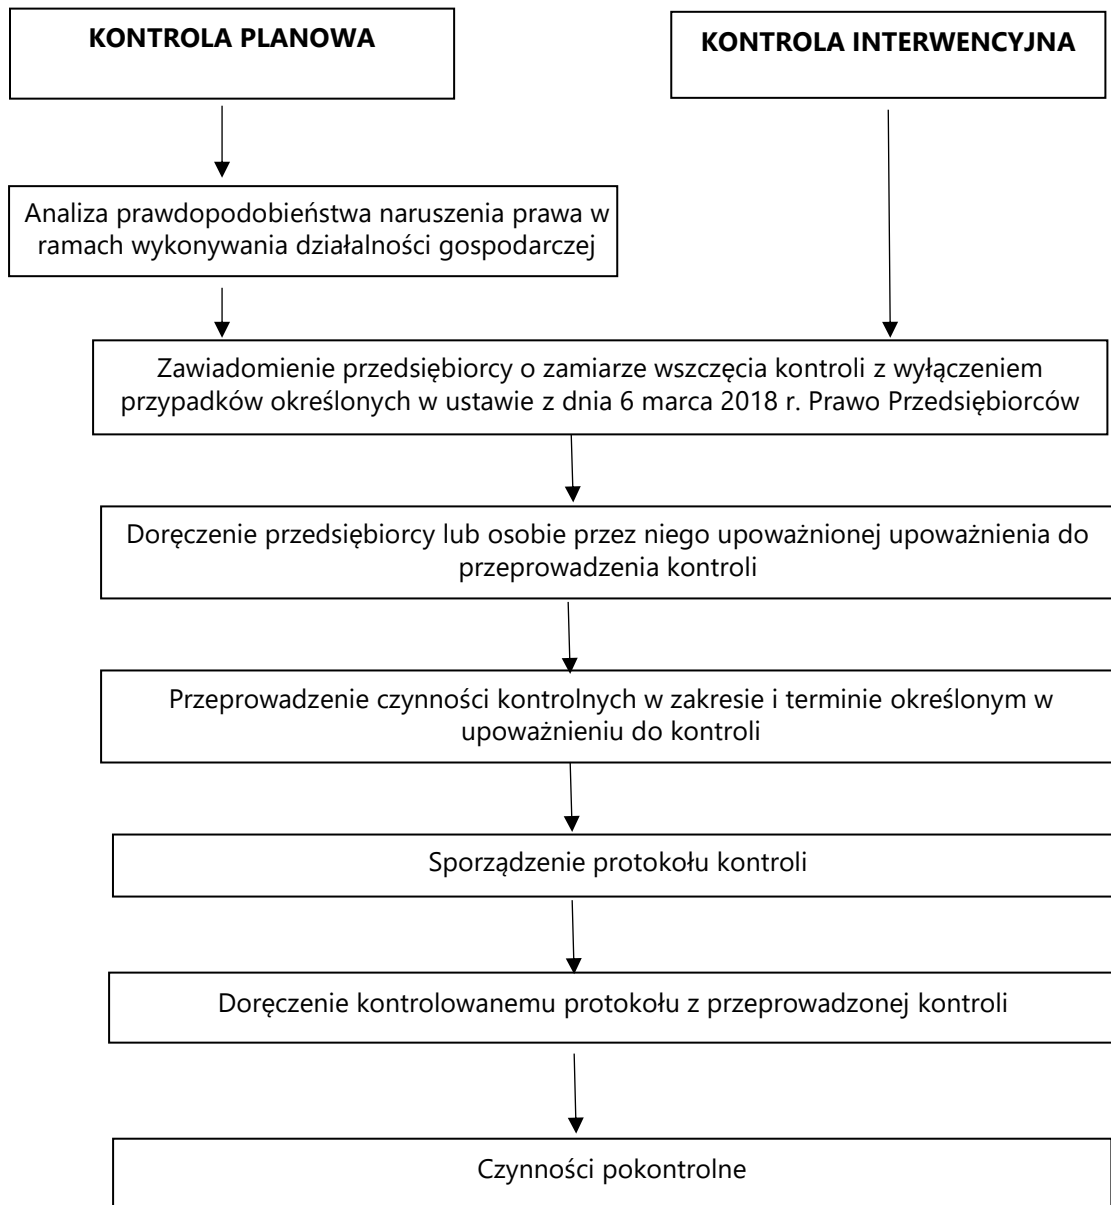 KONTROLA PLANOWA
KONTROLA INTERWENCYJNA
Analiza prawdopodobieństwa naruszenia prawa w
ramach wykonywania działalności gospodarczej
Zawiadomienie przedsiębiorcy o zamiarze wszczęcia kontroli z wyłączeniem
przypadków określonych w ustawie z dnia 6 marca 2018 r. Prawo Przedsiębiorców
Doręczenie przedsiębiorcy lub osobie przez niego upoważnionej upoważnienia do
przeprowadzenia kontroli
Przeprowadzenie czynności kontrolnych w zakresie i terminie określonym w
upoważnieniu do kontroli
Sporządzenie protokołu kontroli
Doręczenie kontrolowanemu protokołu z przeprowadzonej kontroli
Czynności pokontrolne